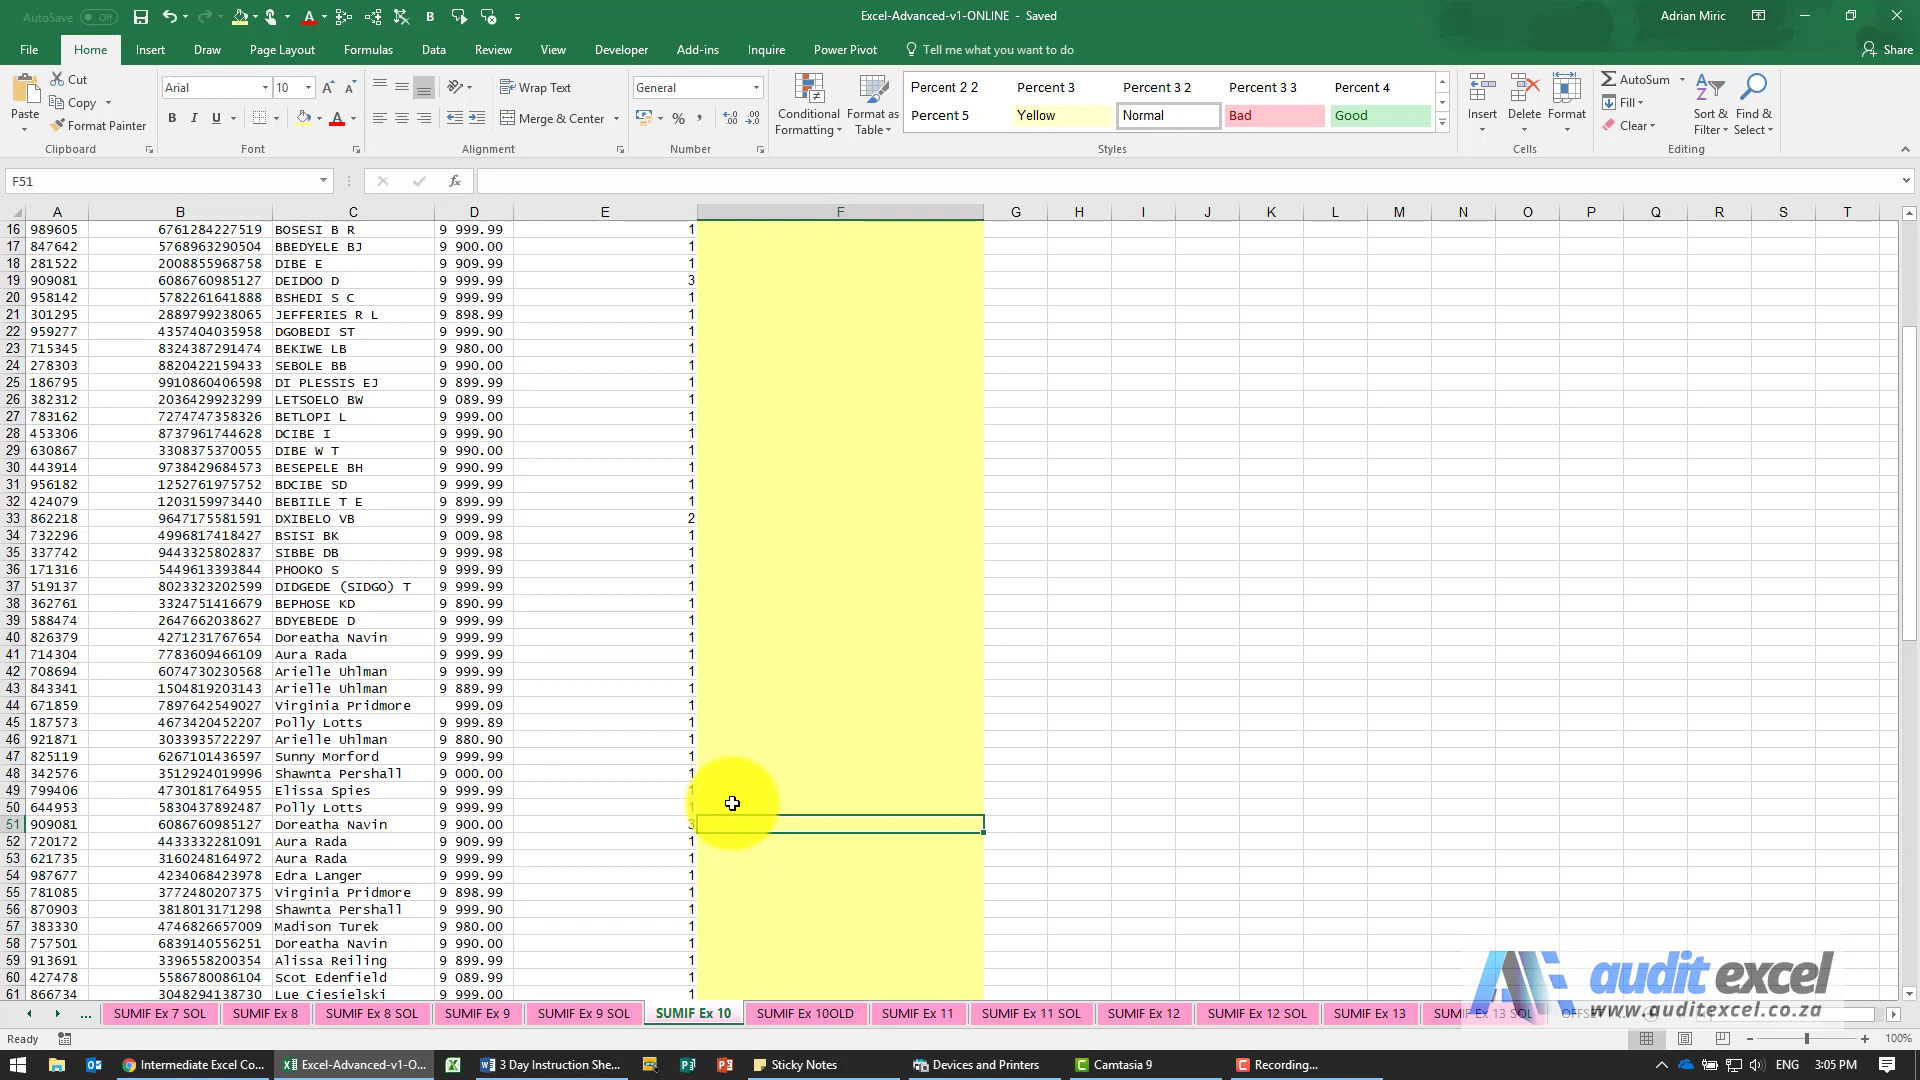 AutoSave Off Excel-Advanced-v1-ONLINE - Saved Adrian Miric
File Home Insert Draw Page Layout Formulas Data Review View Developer Add-ins Inquire Power Pivot Tell me what you want to do Share
Paste Cut Copy Format Painter Clipboard
Arial 10 B I U Font
Wrap Text Merge & Center Alignment
General % , Number
Conditional Formatting Format as Table
Percent 2 2 Percent 3 Percent 3 2 Percent 3 3 Percent 4
Percent 5 Yellow Normal Bad Good
Styles
Insert Delete Format Cells
AutoSum Fill Clear Sort & Filter Find & Select Editing
F51 fx
A B C D E F G H I J K L M N O P Q R S T
16 989605 6761284227519 BOSESI B R 9 999.99 1
17 847642 5768963290504 BBEDYELE BJ 9 900.00 1
18 281522 2008855968758 DIBE E 9 909.99 1
19 909081 6086760985127 DEIDOO D 9 999.99 3
20 958142 5782261641888 BSHEDI S C 9 999.99 1
21 301295 2889799238065 JEFFERIES R L 9 898.99 1
22 959277 4357404035958 DGOBEDI ST 9 999.90 1
23 715345 8324387291474 BEKIWE LB 9 980.00 1
24 278303 8820422159433 SEBOLE BB 9 990.00 1
25 186795 9910860406598 DI PLESSIS EJ 9 899.99 1
26 382312 2036429923299 LETSOELO BW 9 089.99 1
27 783162 7274747358326 BETLOPI L 9 999.00 1
28 453306 8737961744628 DCIBE I 9 999.90 1
29 630867 3308375370055 DIBE W T 9 990.00 1
30 443914 9738429684573 BESEPELE BH 9 990.99 1
31 956182 1252761975752 BDCIBE SD 9 999.99 1
32 424079 1203159973440 BEBIILE T E 9 899.99 1
33 862218 9647175581591 DXIBELO VB 9 999.99 2
34 732296 4996817418427 BSISI BK 9 009.98 1
35 337742 9443325802837 SIBBE DB 9 999.98 1
36 171316 5449613393844 PHOOKO S 9 999.99 1
37 519137 8023323202599 DIDGEDE (SIDGO) T 9 999.99 1
38 362761 3324751416679 BEPHOSE KD 9 890.99 1
39 588474 2647662038627 BDYEBEDE D 9 999.99 1
40 826379 4271231767654 Doreatha Navin 9 999.99 1
41 714304 7783609466109 Aura Rada 9 999.99 1
42 708694 6074730230568 Arielle Uhlman 9 999.99 1
43 843341 1504819203143 Arielle Uhlman 9 889.99 1
44 671859 7897642549027 Virginia Pridmore 999.09 1
45 187573 4673420452207 Polly Lotts 9 999.89 1
46 921871 3033935722297 Arielle Uhlman 9 880.90 1
47 825119 6267101436597 Sunny Morford 9 999.99 1
48 342576 3512924019996 Shawnta Pershall 9 000.00 1
49 799406 4730181764955 Elissa Spies 9 999.99 1
50 644953 5830437892487 Polly Lotts 9 999.99 1
51 909081 6086760985127 Doreatha Navin 9 900.00 3
52 720172 4433332281091 Aura Rada 9 909.99 1
53 621735 3160248164972 Aura Rada 9 999.99 1
54 987677 4234068423978 Edra Langer 9 999.99 1
55 781085 3772480207375 Virginia Pridmore 9 898.99 1
56 870903 3818013171298 Shawnta Pershall 9 999.90 1
57 383330 4746826657009 Madison Turek 9 980.00 1
58 757501 6839140556251 Doreatha Navin 9 990.00 1
59 913691 3396558200354 Alissa Reiling 9 899.99 1
60 427478 5586780086104 Scot Edenfield 9 089.99 1
61 866734 3048294138730 Lue Ciesielski 9 999.00 1
audit excel
www.auditexcel.co.za
... SUMIF Ex 7 SOL SUMIF Ex 8 SUMIF Ex 8 SOL SUMIF Ex 9 SUMIF Ex 9 SOL SUMIF Ex 10 SUMIF Ex 10OLD SUMIF Ex 11 SUMIF Ex 11 SOL SUMIF Ex 12 SUMIF Ex 12 SOL SUMIF Ex 13 SUMIF Ex 13 SOL
Ready 100%
Intermediate Excel Co... Excel-Advanced-v1-O... 3 Day Instruction She... Sticky Notes Devices and Printers Camtasia 9 Recording... ENG 3:05 PM